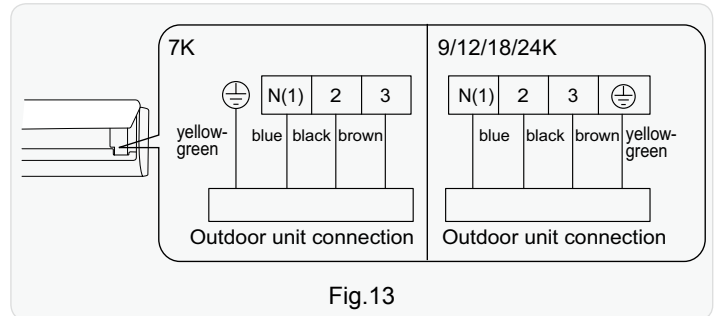 7K
N(1) 2 3
yellow-
green
blue black brown
Outdoor unit connection
9/12/18/24K
N(1) 2 3
blue black brown yellow-
green
Outdoor unit connection
Fig.13